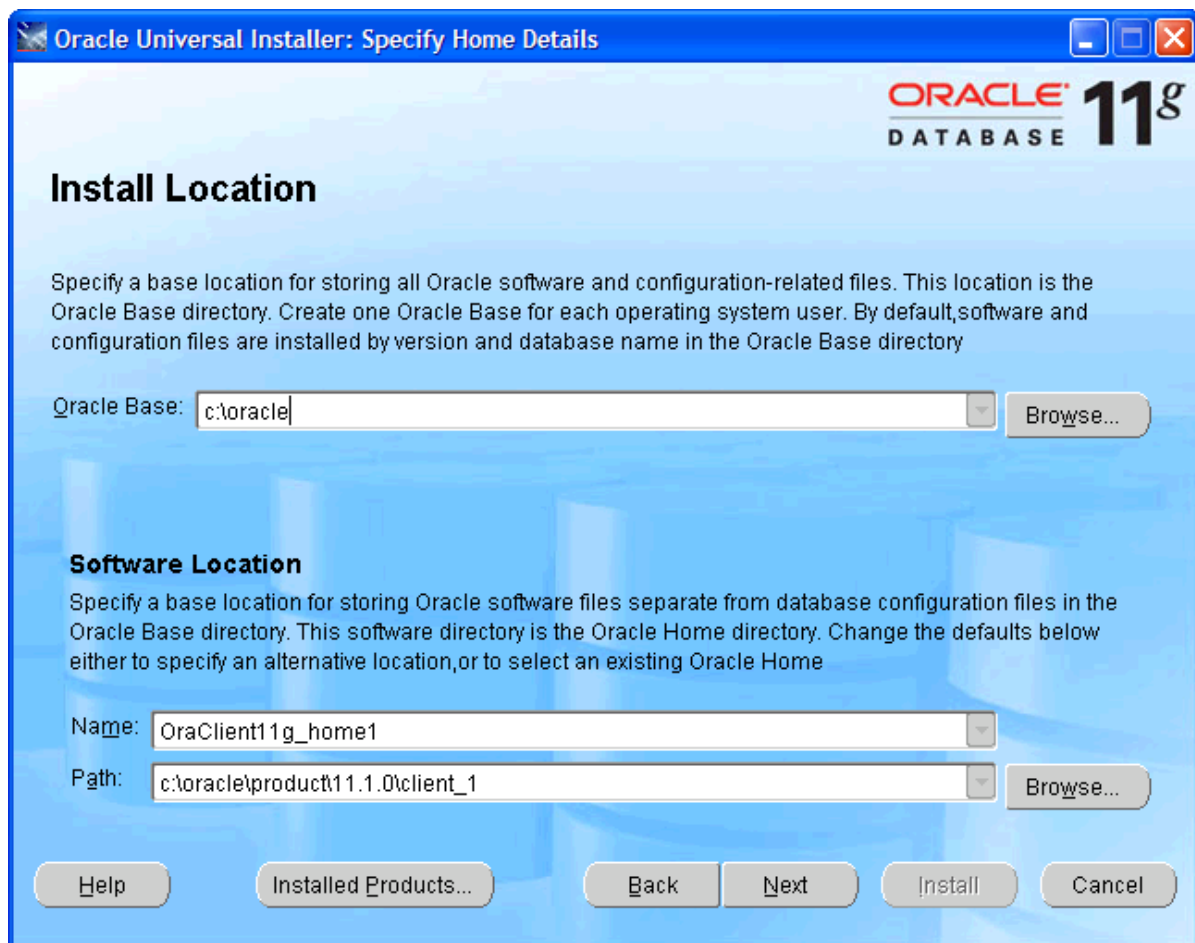 Oracle Universal Installer: Specify Home Details
ORACLE 11g
DATABASE
Install Location
Specify a base location for storing all Oracle software and configuration-related files. This location is the
Oracle Base directory. Create one Oracle Base for each operating system user. By default,software and
configuration files are installed by version and database name in the Oracle Base directory
Oracle Base: c:\oracle Browse...
Software Location
Specify a base location for storing Oracle software files separate from database configuration files in the
Oracle Base directory. This software directory is the Oracle Home directory. Change the defaults below
either to specify an alternative location,or to select an existing Oracle Home
Name: OraClient11g_home1
Path: c:\oracle\product\11.1.0\client_1 Browse...
Help Installed Products... Back Next Install Cancel